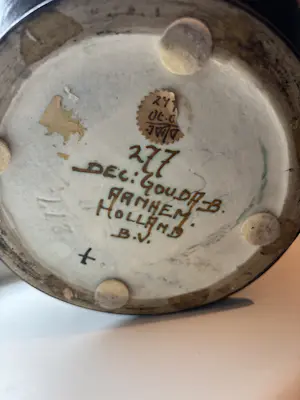 277
DEC: GOUDA B.
ARNHEM.
HOLLAND
B.V.
+